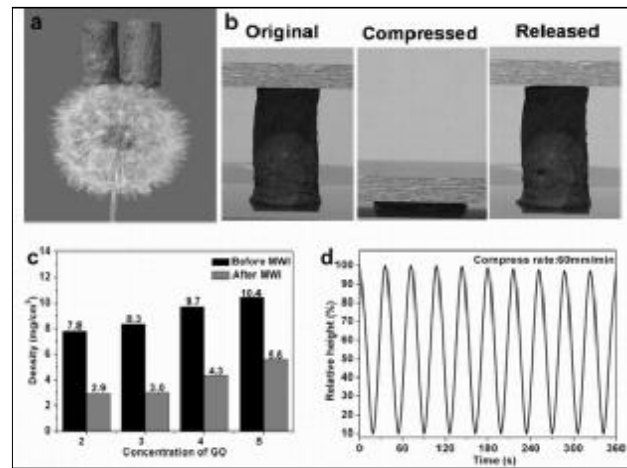 a
b
Original Compressed Released
c
Before MWI
After MWI
Density (mg/cm³)
14
12
10
8
6
4
2
0
7.8
2.9
8.3
3.0
9.7
4.3
10.4
5.6
2 3 4 5
Concentration of GO
d
Compress rate:60mm/min
Relative height (%)
100
90
80
70
60
50
40
30
20
10
0 60 120 180 240 300 360
Time (s)